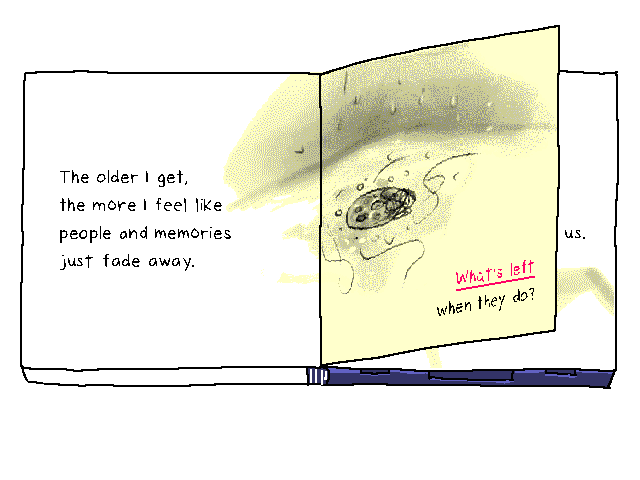 The older I get,
the more I feel like
people and memories
just fade away.
What's left
when they do?
us.